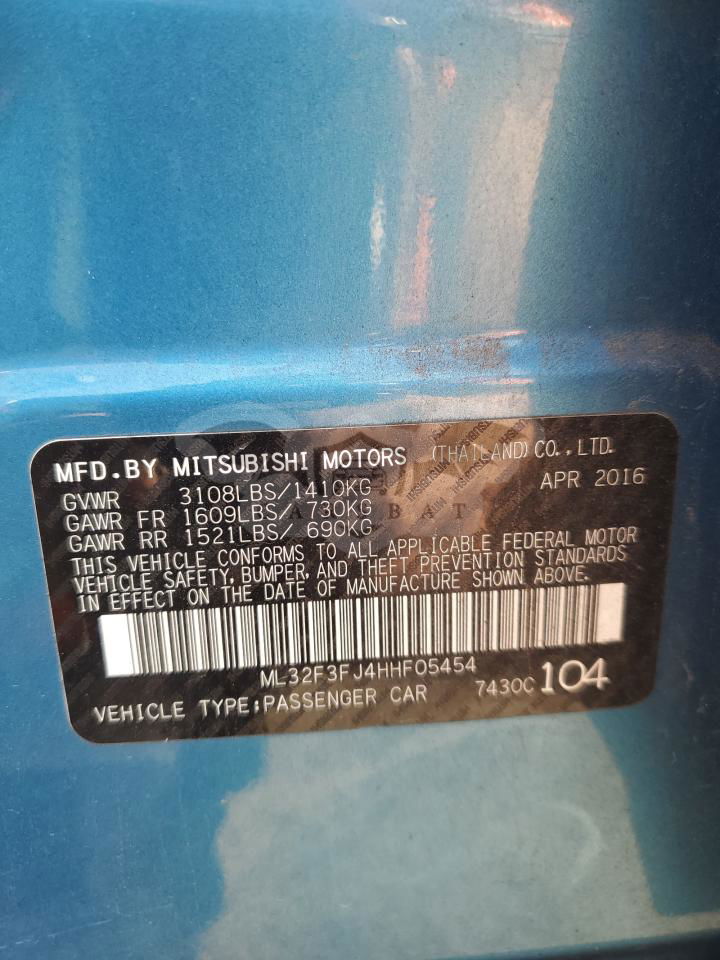 MFD.BY MITSUBISHI MOTORS (THAILAND)CO.,LTD.
GVWR 3108LBS/1410KG APR 2016
GAWR FR 1609LBS/ 730KG
GAWR RR 1521LBS/ 690KG
THIS VEHICLE CONFORMS TO ALL APPLICABLE FEDERAL MOTOR
VEHICLE SAFETY, BUMPER, AND THEFT PREVENTION STANDARDS
IN EFFECT ON THE DATE OF MANUFACTURE SHOWN ABOVE.
ML32F3FJ4HHF05454
VEHICLE TYPE:PASSENGER CAR 7430C 104